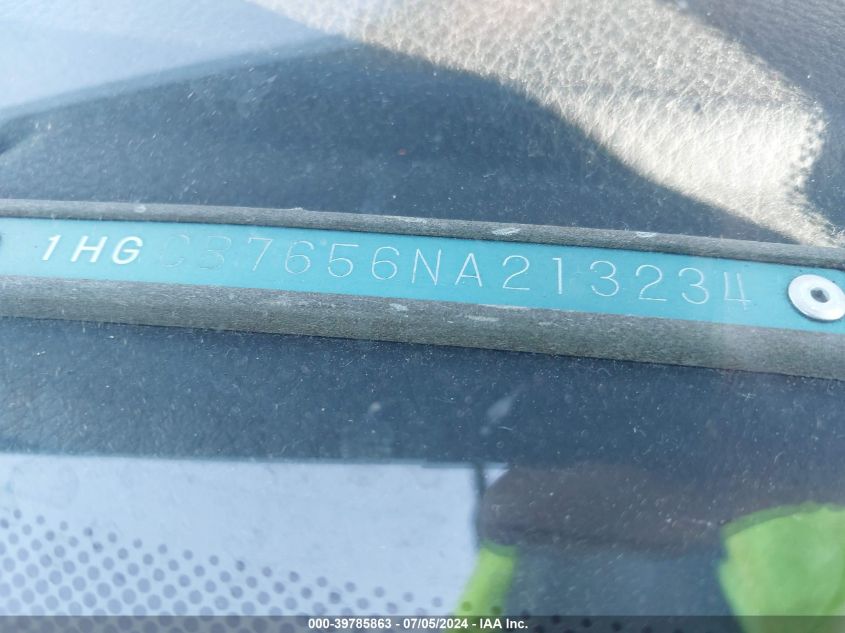 1HGCB7656NA213234
000-39785863 - 07/05/2024 - IAA Inc.